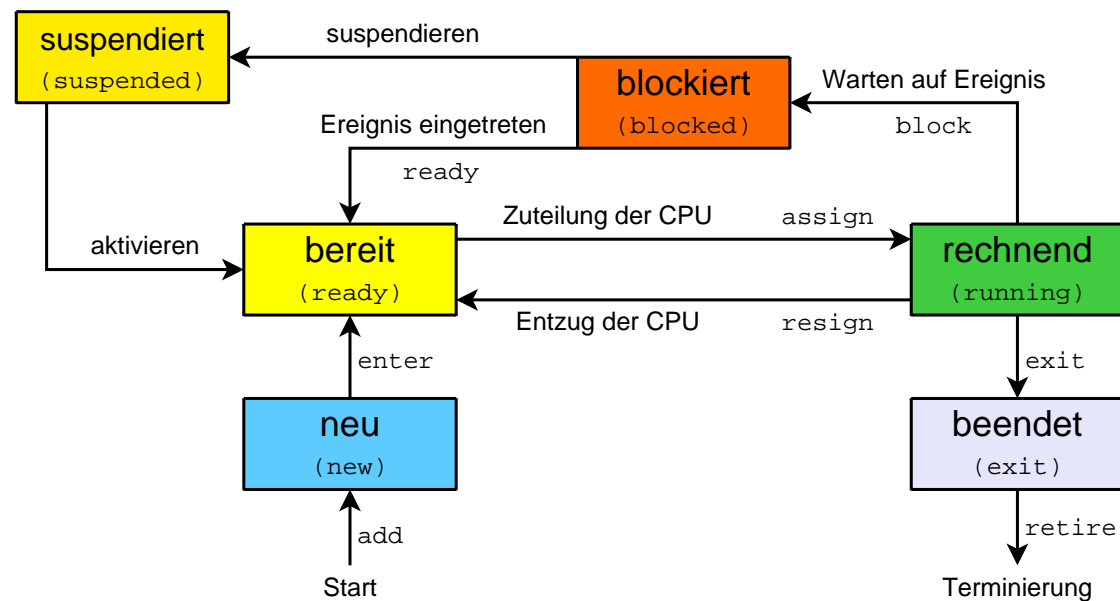 suspendiert
(suspended)
suspendieren
blockiert
(blocked)
Warten auf Ereignis
block
Ereignis eingetreten
ready
aktivieren
bereit
(ready)
Zuteilung der CPU
assign
rechnend
(running)
Entzug der CPU
resign
enter
exit
neu
(new)
beendet
(exit)
add
retire
Start
Terminierung